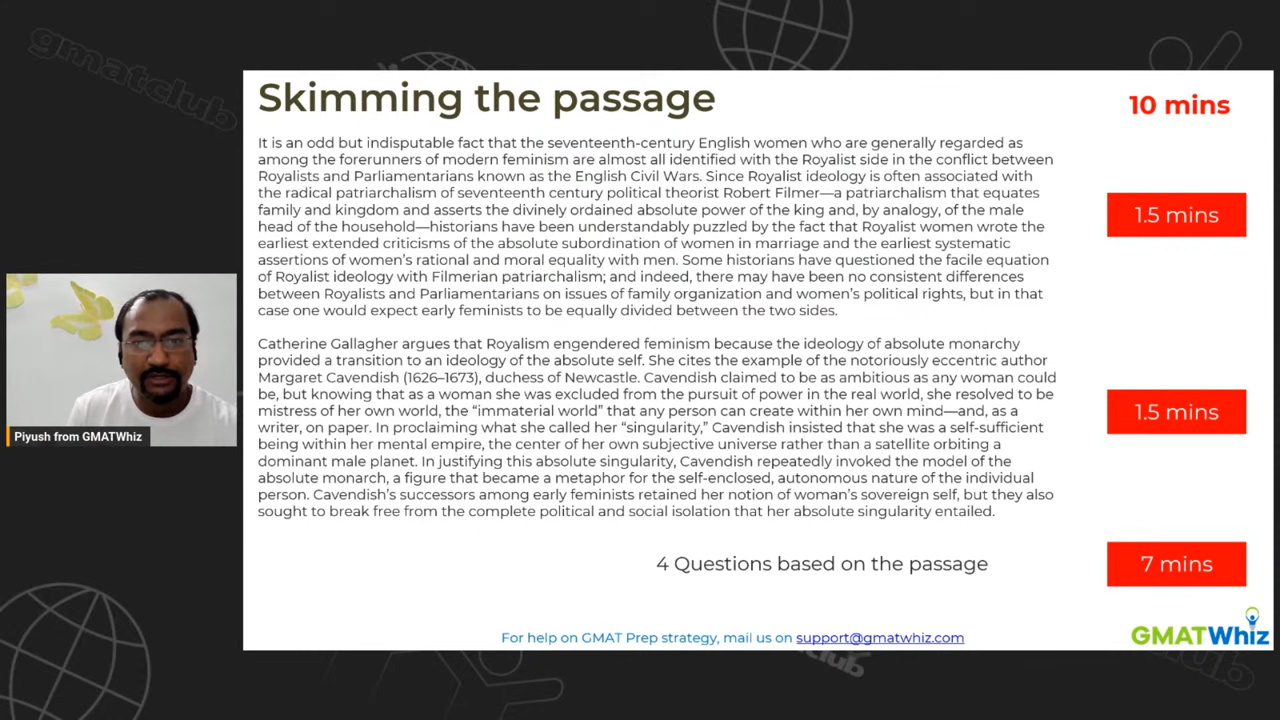 gmatclub
Skimming the passage
10 mins
It is an odd but indisputable fact that the seventeenth-century English women who are generally regarded as
among the forerunners of modern feminism are almost all identified with the Royalist side in the conflict between
Royalists and Parliamentarians known as the English Civil Wars. Since Royalist ideology is often associated with
the radical patriarchalism of seventeenth century political theorist Robert Filmer—a patriarchalism that equates
family and kingdom and asserts the divinely ordained absolute power of the king and, by analogy, of the male
head of the household—historians have been understandably puzzled by the fact that Royalist women wrote the
earliest extended criticisms of the absolute subordination of women in marriage and the earliest systematic
assertions of women's rational and moral equality with men. Some historians have questioned the facile equation
of Royalist ideology with Filmerian patriarchalism; and indeed, there may have been no consistent differences
between Royalists and Parliamentarians on issues of family organization and women's political rights, but in that
case one would expect early feminists to be equally divided between the two sides.
1.5 mins
Catherine Gallagher argues that Royalism engendered feminism because the ideology of absolute monarchy
provided a transition to an ideology of the absolute self. She cites the example of the notoriously eccentric author
Margaret Cavendish (1626–1673), duchess of Newcastle. Cavendish claimed to be as ambitious as any woman could
be, but knowing that as a woman she was excluded from the pursuit of power in the real world, she resolved to be
mistress of her own world, the "immaterial world" that any person can create within her own mind—and, as a
writer, on paper. In proclaiming what she called her "singularity," Cavendish insisted that she was a self-sufficient
being within her mental empire, the center of her own subjective universe rather than a satellite orbiting a
dominant male planet. In justifying this absolute singularity, Cavendish repeatedly invoked the model of the
absolute monarch, a figure that became a metaphor for the self-enclosed, autonomous nature of the individual
person. Cavendish's successors among early feminists retained her notion of woman's sovereign self, but they also
sought to break free from the complete political and social isolation that her absolute singularity entailed.
1.5 mins
4 Questions based on the passage
7 mins
Piyush from GMATWhiz
For help on GMAT Prep strategy, mail us on support@gmatwhiz.com
GMATWhiz